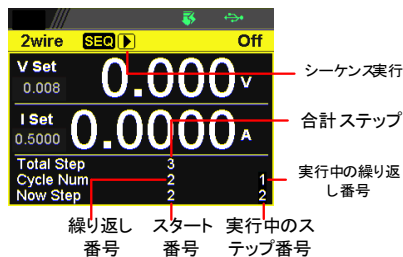 2wire SEQ Off
V Set
0.008
0.000 V
シーケンス実行
I Set
0.5000
0.0000 A
合計 ステップ
Total Step 3
Cycle Num 2 1
Now Step 2 2
実行中の繰り返
し番号
繰り返し
番号
スタート
番号
実行中のス
テップ番号